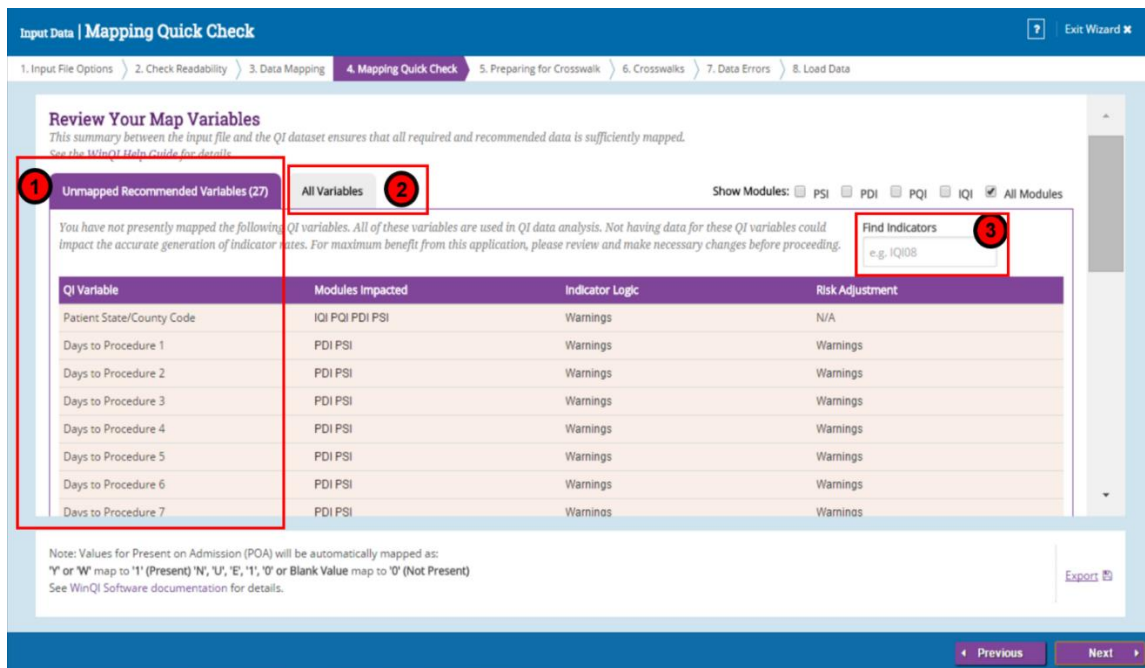 Input Data | Mapping Quick Check
? Exit Wizard ✖
1. Input File Options 2. Check Readability 3. Data Mapping 4. Mapping Quick Check 5. Preparing for Crosswalk 6. Crosswalks 7. Data Errors 8. Load Data
Review Your Map Variables
This summary between the input file and the QI dataset ensures that all required and recommended data is sufficiently mapped.
See the WinQI Help Guide for details.
1 Unmapped Recommended Variables (27) All Variables 2 Show Modules: PSI PDI PQI IQI All Modules
You have not presently mapped the following QI variables. All of these variables are used in QI data analysis. Not having data for these QI variables could
impact the accurate generation of indicator rates. For maximum benefit from this application, please review and make necessary changes before proceeding.
Find Indicators 3
e.g. IQI08
QI Variable Modules Impacted Indicator Logic Risk Adjustment
Patient State/County Code IQI PQI PDI PSI Warnings N/A
Days to Procedure 1 PDI PSI Warnings Warnings
Days to Procedure 2 PDI PSI Warnings Warnings
Days to Procedure 3 PDI PSI Warnings Warnings
Days to Procedure 4 PDI PSI Warnings Warnings
Days to Procedure 5 PDI PSI Warnings Warnings
Days to Procedure 6 PDI PSI Warnings Warnings
Days to Procedure 7 PDI PSI Warnings Warnings
Note: Values for Present on Admission (POA) will be automatically mapped as:
'Y' or 'W' map to '1' (Present) 'N', 'U', 'E', '1', '0' or Blank Value map to '0' (Not Present)
See WinQI Software documentation for details.
Export
Previous Next